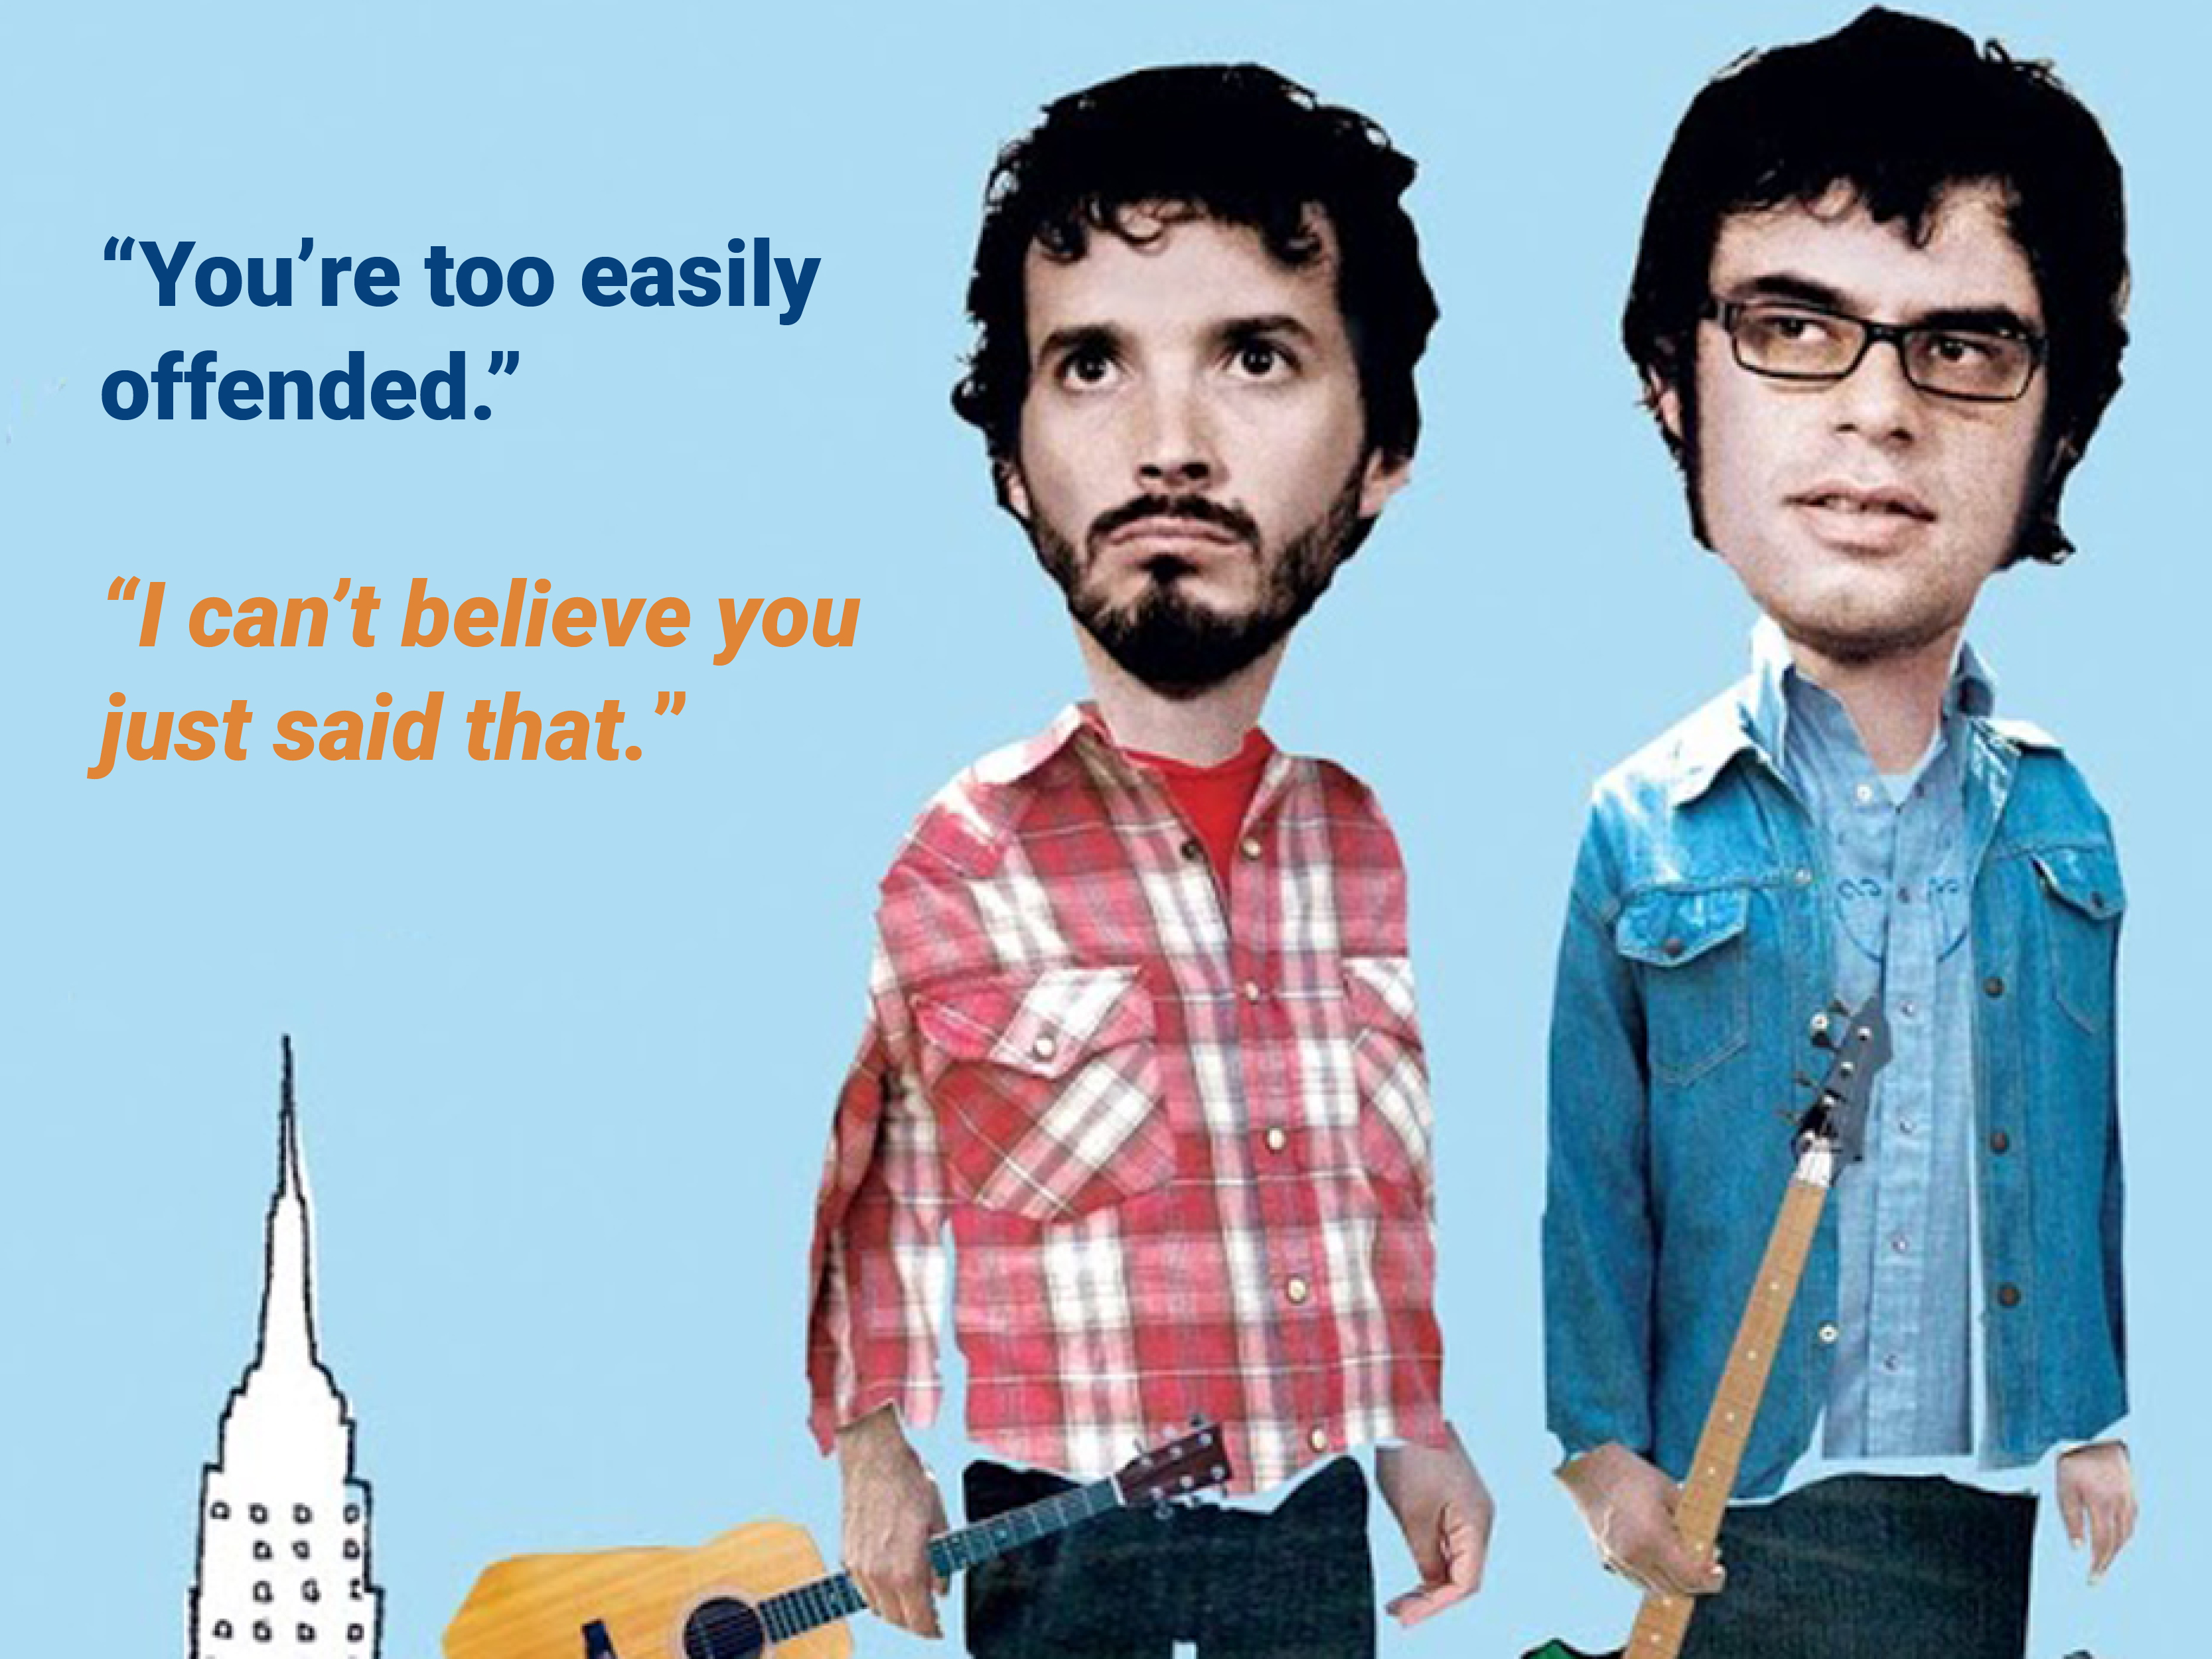 “You’re too easily
offended.”
“I can’t believe you
just said that.”